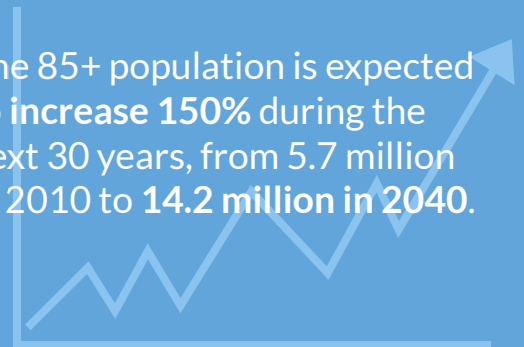 he 85+ population is expected
increase 150% during the
ext 30 years, from 5.7 million
2010 to 14.2 million in 2040.